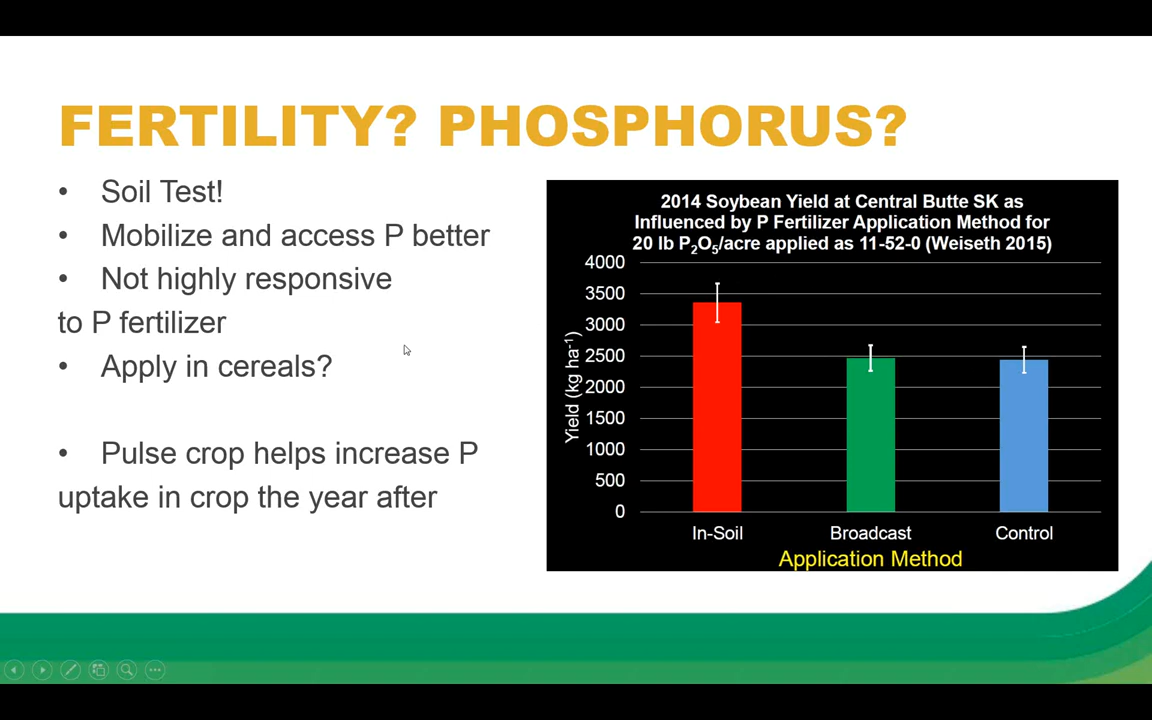 FERTILITY? PHOSPHORUS?
• Soil Test!
• Mobilize and access P better
• Not highly responsive
to P fertilizer
• Apply in cereals?
• Pulse crop helps increase P
uptake in crop the year after
2014 Soybean Yield at Central Butte SK as
Influenced by P Fertilizer Application Method for
20 lb P₂O₅/acre applied as 11-52-0 (Weiseth 2015)
Yield (kg ha⁻¹)
4000
3500
3000
2500
2000
1500
1000
500
0
In-Soil Broadcast Control
Application Method